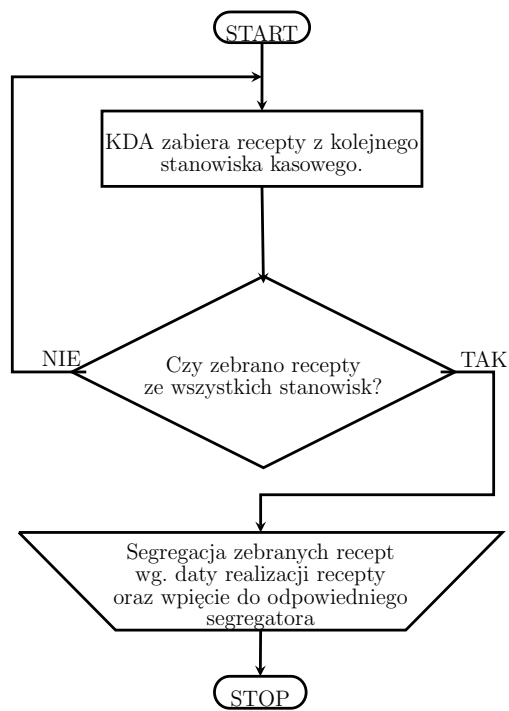 START
KDA zabiera recepty z kolejnego
stanowiska kasowego.
NIE
Czy zebrano recepty
ze wszystkich stanowisk?
TAK
Segregacja zebranych recept
wg. daty realizacji recepty
oraz wpięcie do odpowiedniego
segregatora
STOP